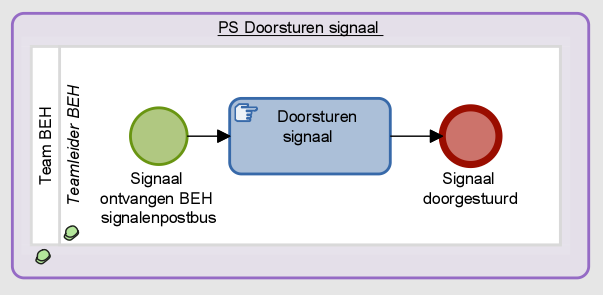 PS Doorsturen signaal
Team BEH
Teamleider BEH
Signaal
ontvangen BEH
signalenpostbus
Doorsturen
signaal
Signaal
doorgestuurd